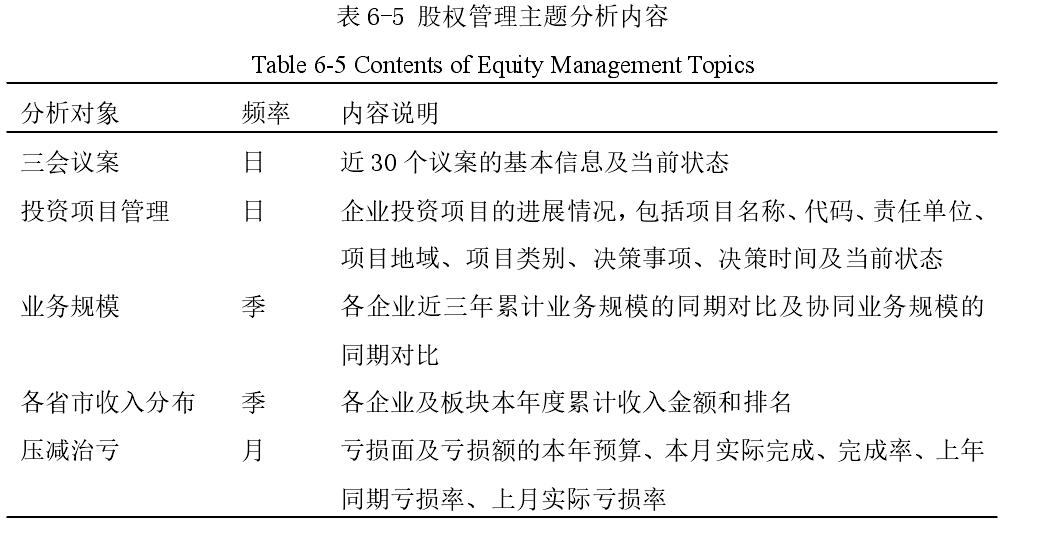 表 6-5 股权管理主题分析内容
Table 6-5 Contents of Equity Management Topics
分析对象 频率 内容说明
三会议案 日 近 30 个议案的基本信息及当前状态
投资项目管理 日 企业投资项目的进展情况，包括项目名称、代码、责任单位、
项目地域、项目类别、决策事项、决策时间及当前状态
业务规模 季 各企业近三年累计业务规模的同期对比及协同业务规模的
同期对比
各省市收入分布 季 各企业及板块本年度累计收入金额和排名
压减治亏 月 亏损面及亏损额的本年预算、本月实际完成、完成率、上年
同期亏损率、上月实际亏损率